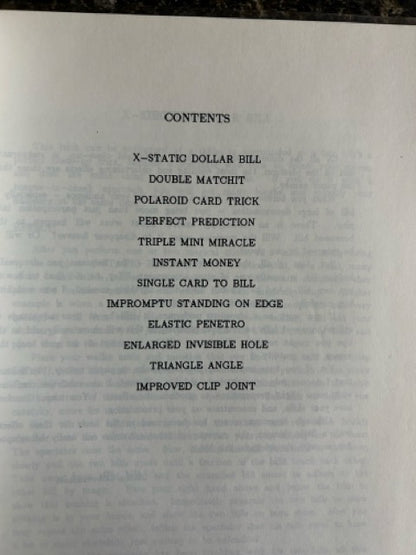 CONTENTS
X-STATIC DOLLAR BILL
DOUBLE MATCHIT
POLAROID CARD TRICK
PERFECT PREDICTION
TRIPLE MINI MIRACLE
INSTANT MONEY
SINGLE CARD TO BILL
IMPROMPTU STANDING ON EDGE
ELASTIC PENETRO
ENLARGED INVISIBLE HOLE
TRIANGLE ANGLE
IMPROVED CLIP JOINT